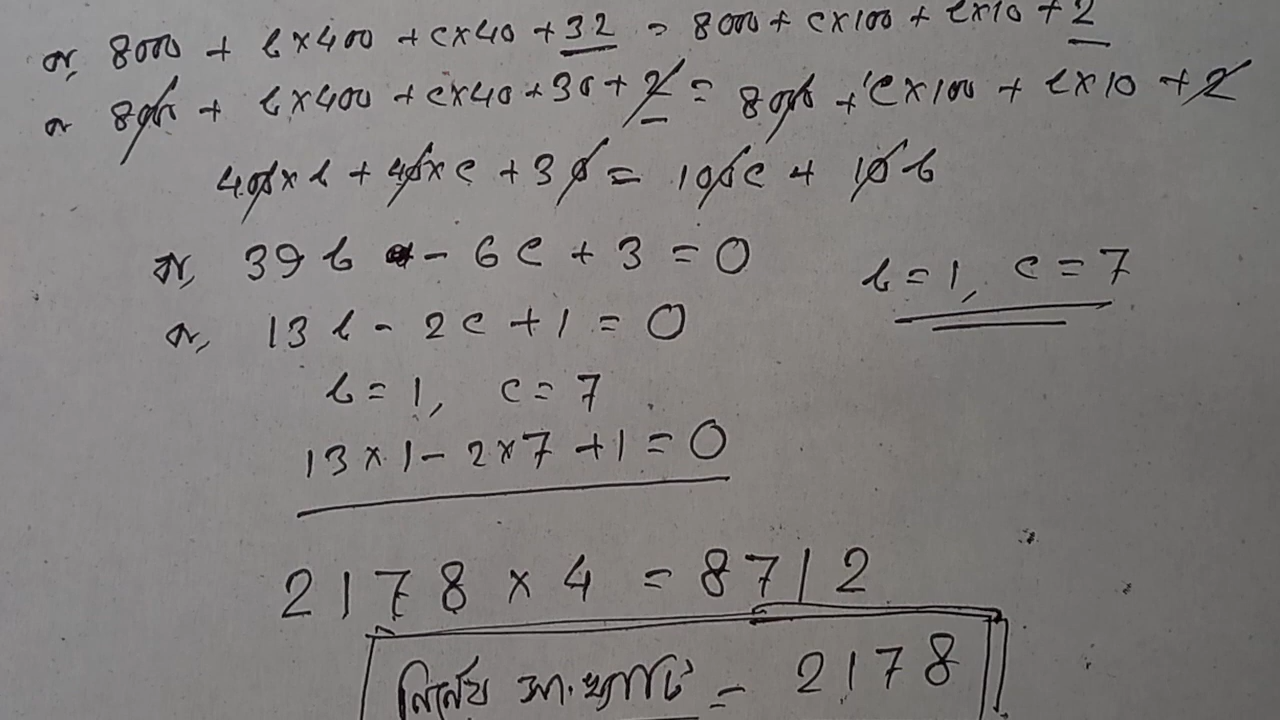 or, 8000 + b×400 + c×40 + 32 = 8000 + c×100 + b×10 + 2
or 8000 + b×400 + c×40 + 30 + 2 = 8000 + c×100 + b×10 + 2
400×b + 40×c + 30 = 100c + 10b
or, 39b - 6c + 3 = 0
b = 1, c = 7
or, 13b - 2c + 1 = 0
b = 1, c = 7
13×1 - 2×7 + 1 = 0
2178 × 4 = 8712
নির্নেয় সংখ্যাটি = 2178